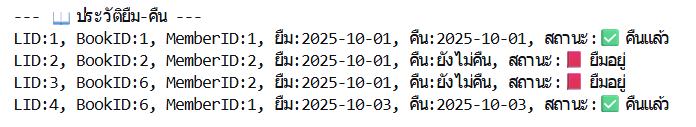 --- 📖 ประวัติยืม-คืน ---
LID:1, BookID:1, MemberID:1, ยืม:2025-10-01, คืน:2025-10-01, สถานะ:✅ คืนแล้ว
LID:2, BookID:2, MemberID:2, ยืม:2025-10-01, คืน:ยังไม่คืน, สถานะ:📕 ยืมอยู่
LID:3, BookID:6, MemberID:2, ยืม:2025-10-01, คืน:ยังไม่คืน, สถานะ:📕 ยืมอยู่
LID:4, BookID:6, MemberID:1, ยืม:2025-10-03, คืน:2025-10-03, สถานะ:✅ คืนแล้ว